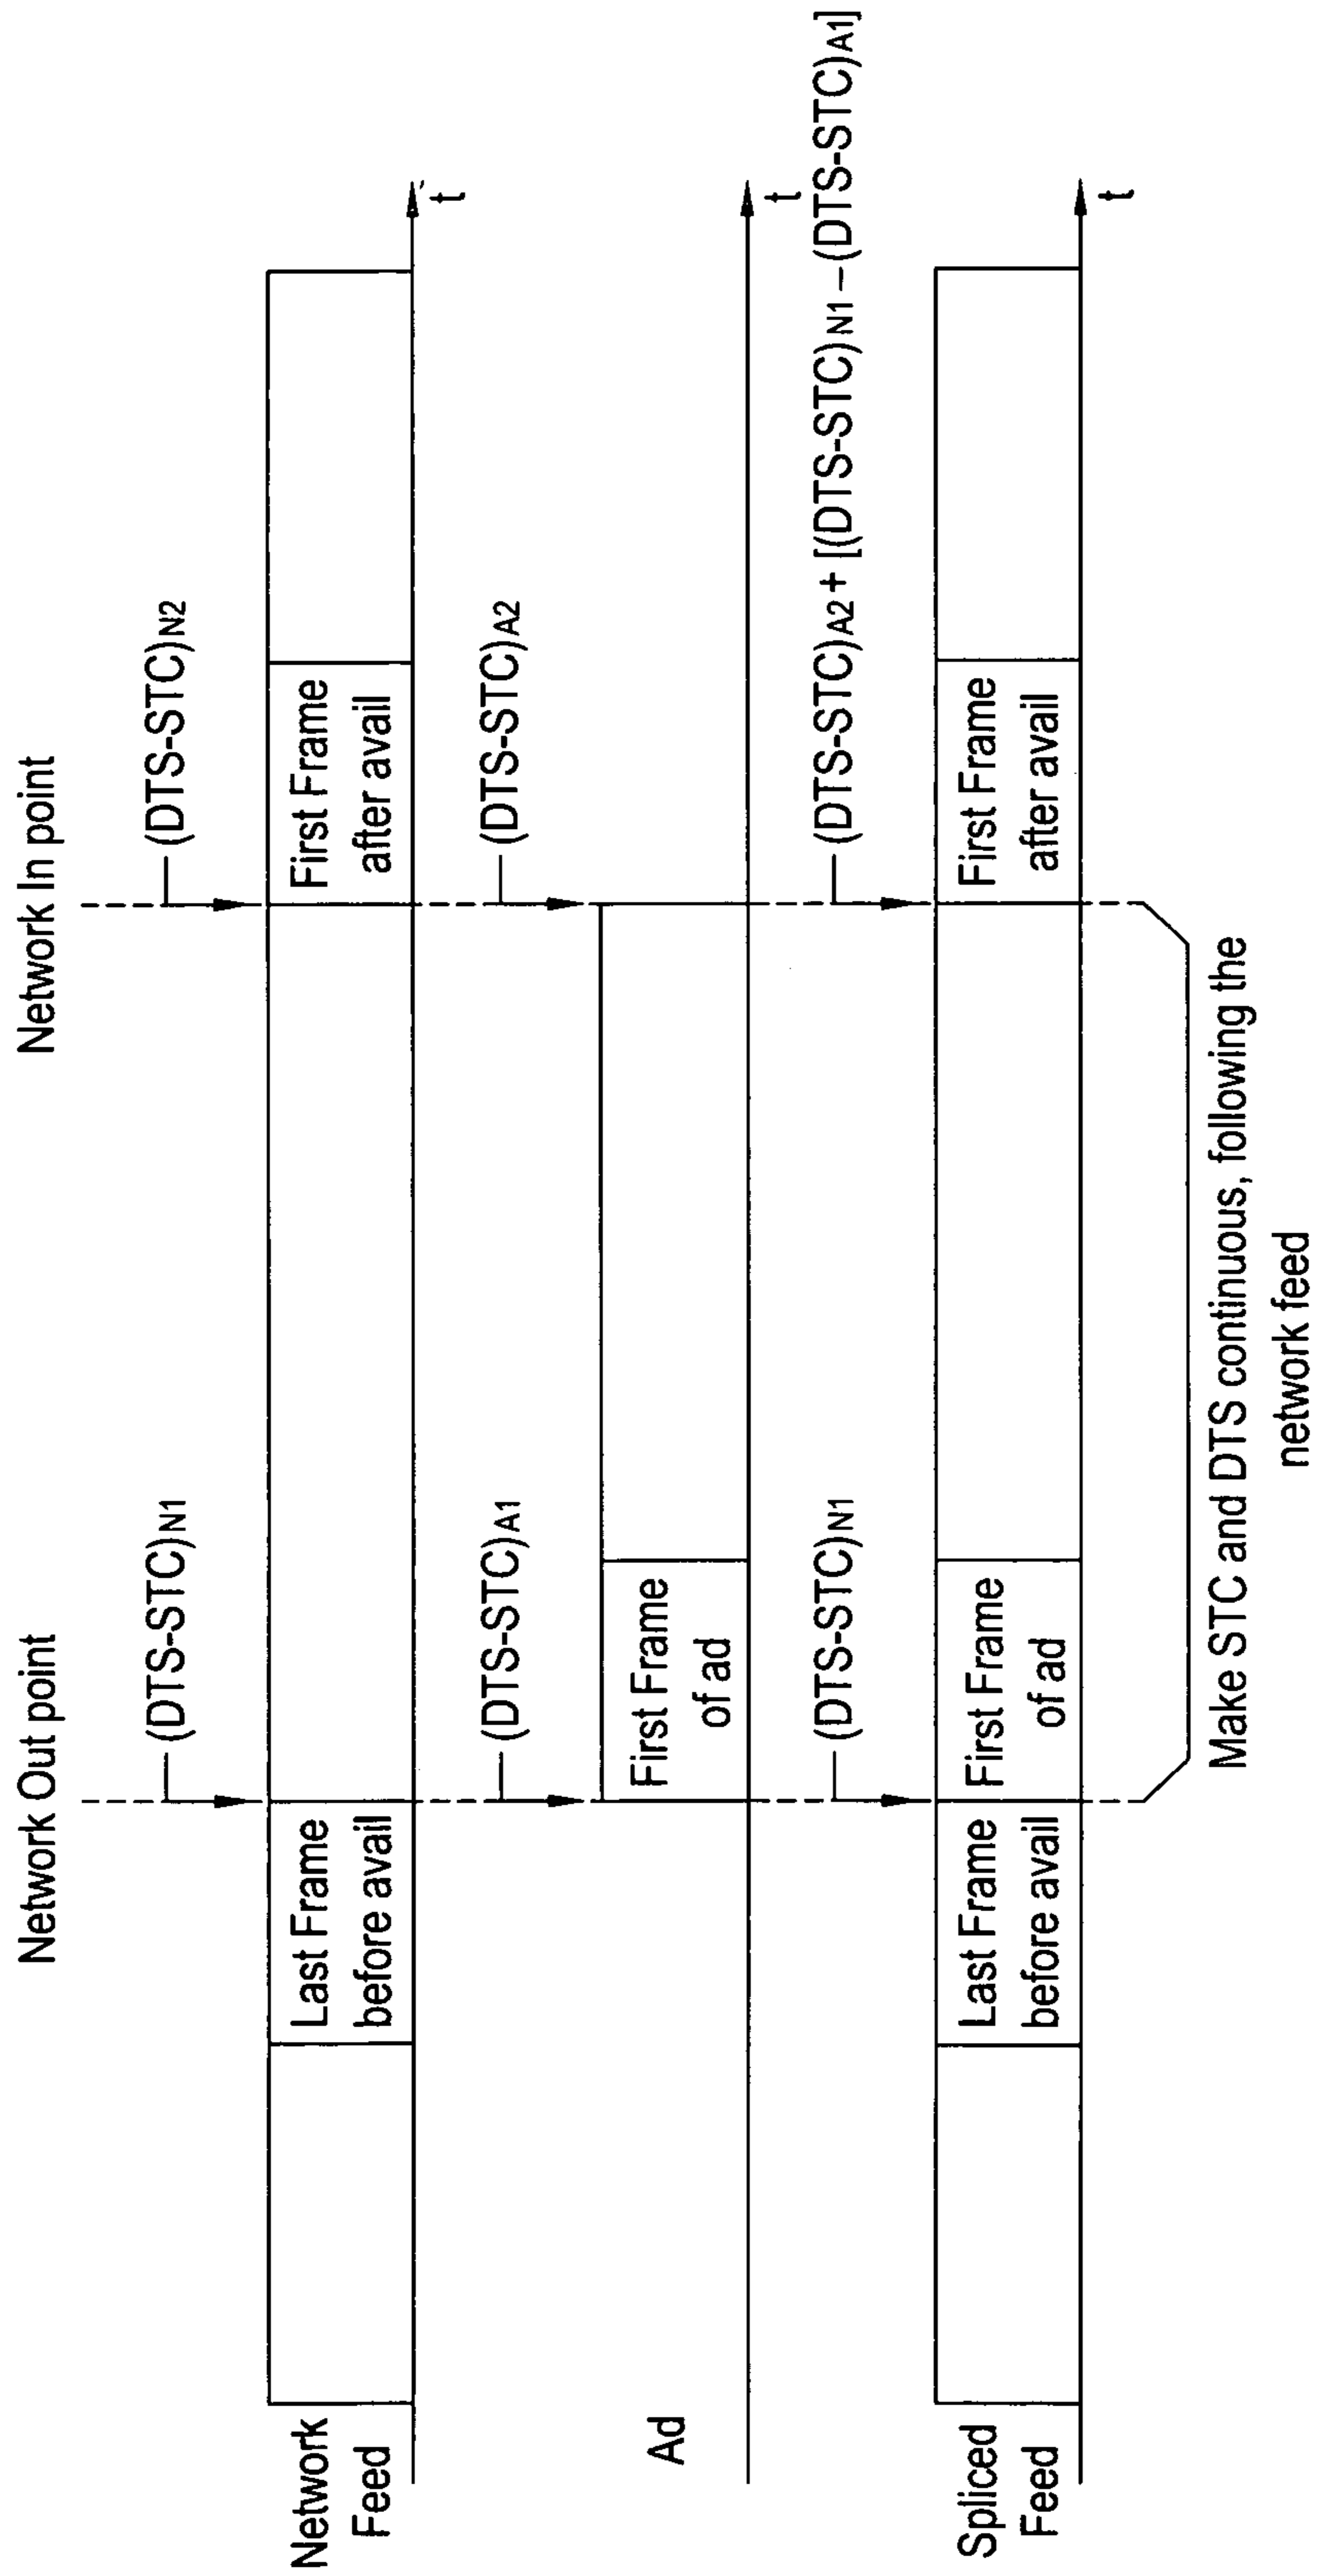 Network Out point
Network In point
(DTS-STC)N1
(DTS-STC)N2
Network
Feed
Last Frame
before avail
First Frame
after avail
t
(DTS-STC)A1
(DTS-STC)A2
Ad
First Frame
of ad
t
(DTS-STC)N1
(DTS-STC)A2 + [(DTS-STC)N1 – (DTS-STC)A1]
Spliced
Feed
Last Frame
before avail
First Frame
of ad
First Frame
after avail
t
Make STC and DTS continuous, following the
network feed